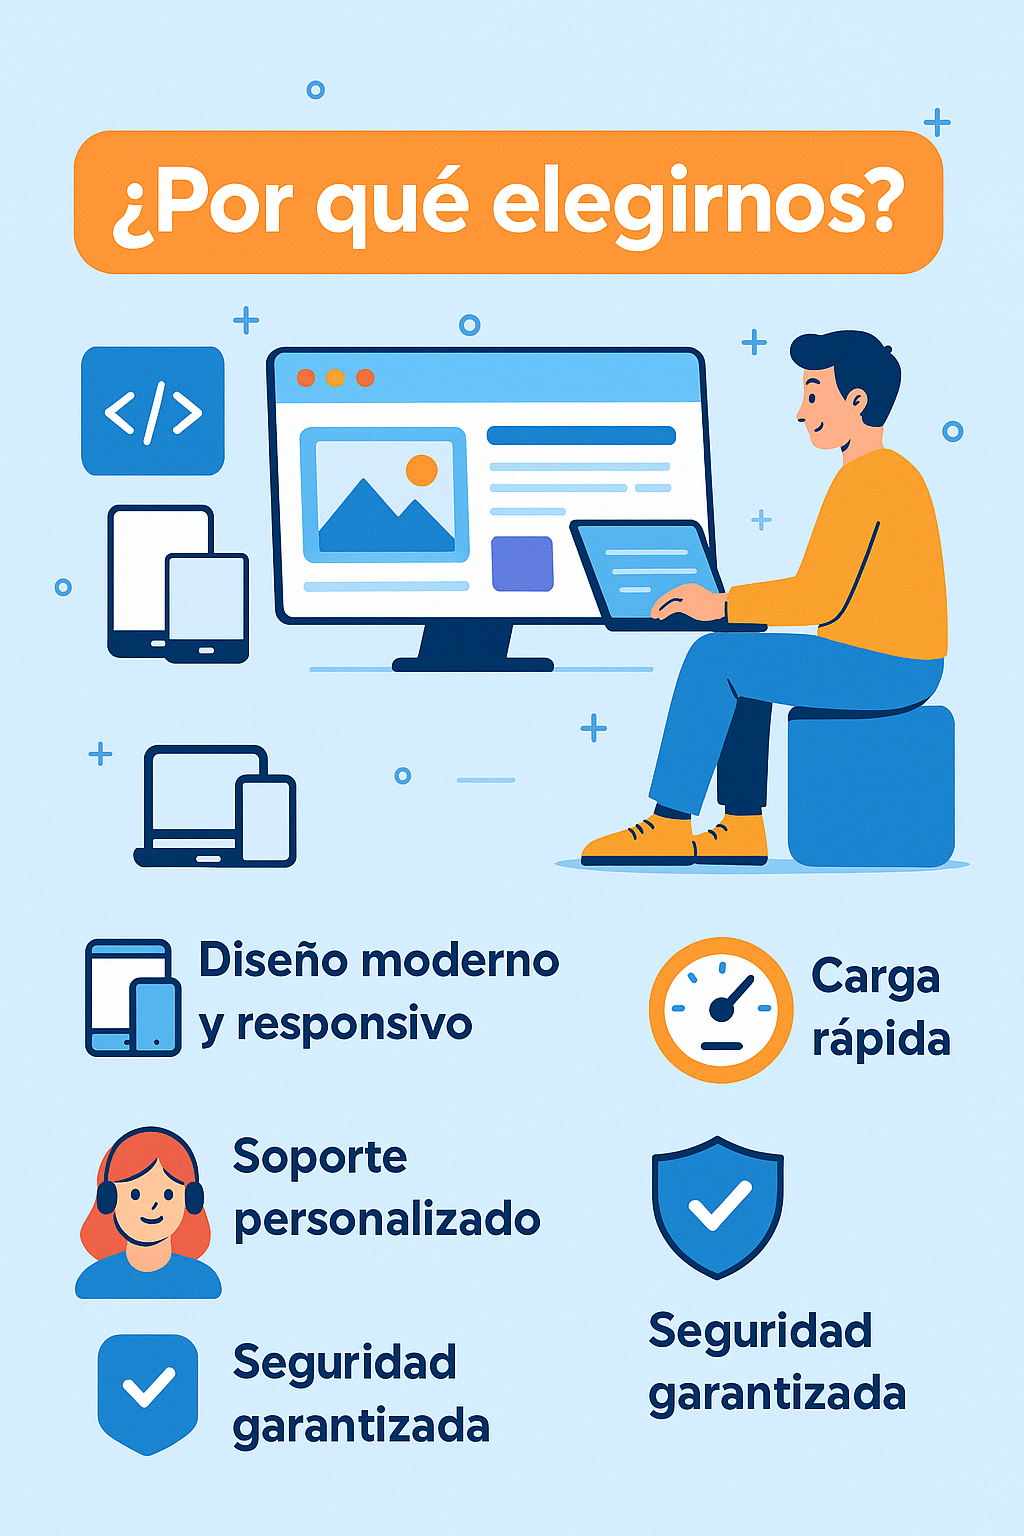 ¿Por qué elegirnos?
</>
Diseño moderno
y responsivo
Carga
rápida
Soporte
personalizado
Seguridad
garantizada
Seguridad
garantizada